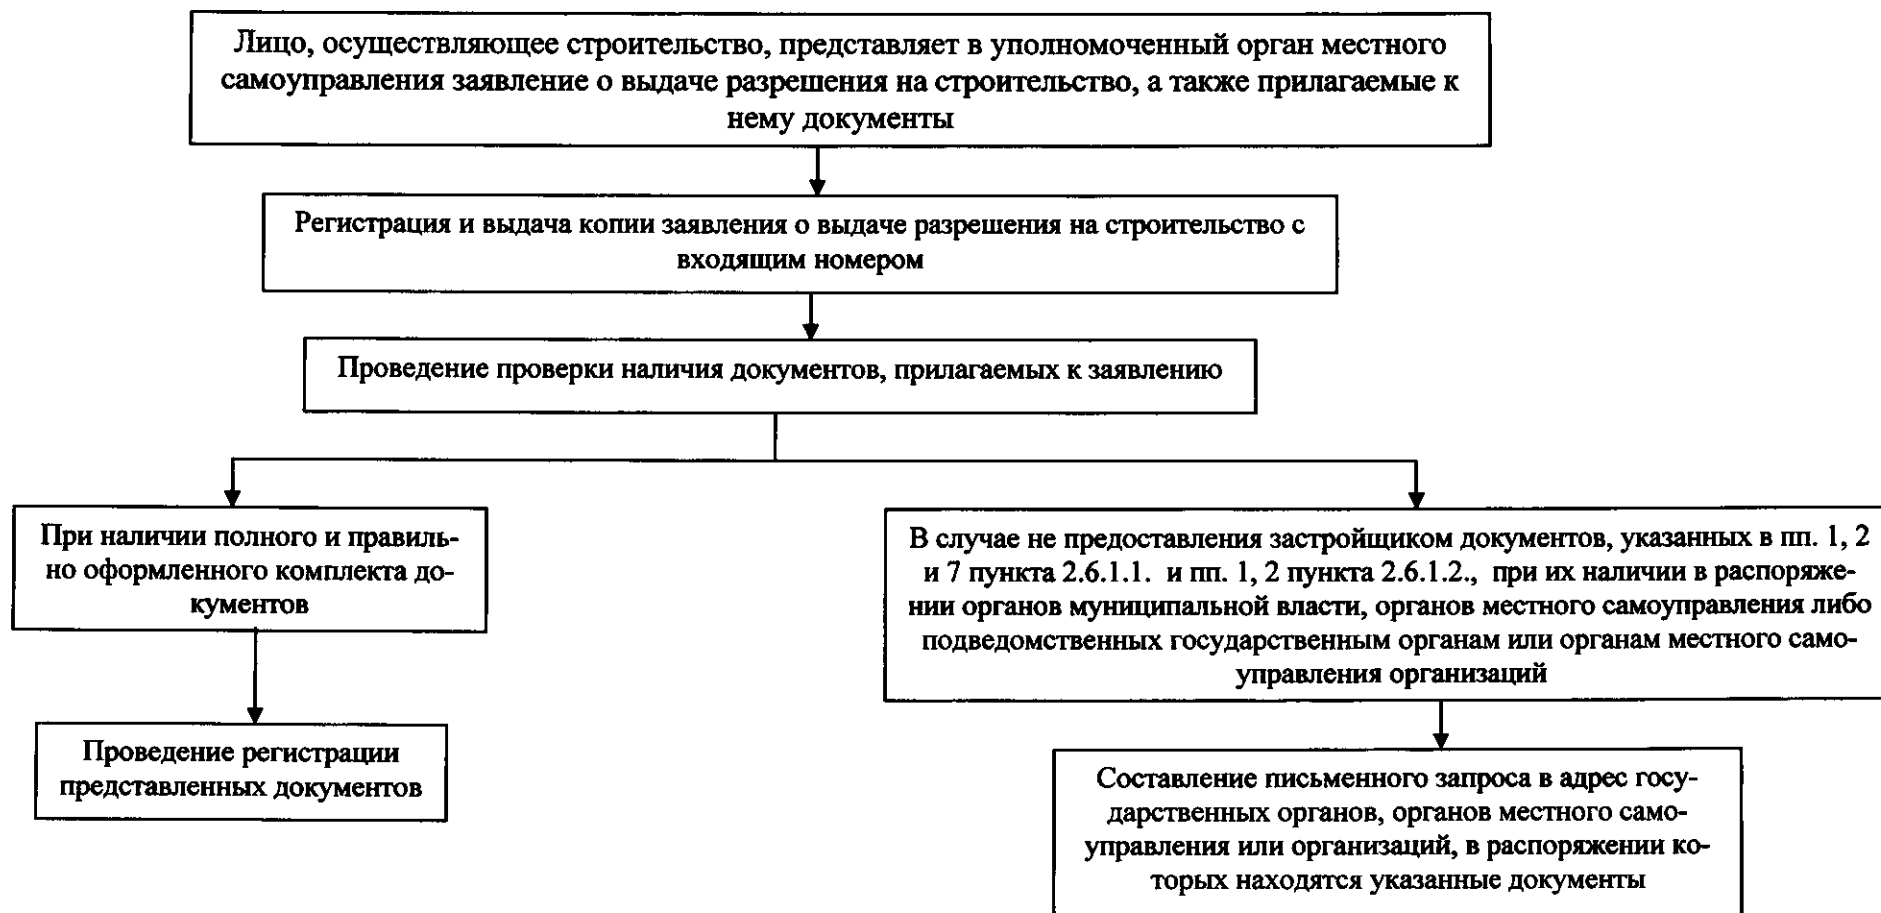 Лицо, осуществляющее строительство, представляет в уполномоченный орган местного
самоуправления заявление о выдаче разрешения на строительство, а также прилагаемые к
нему документы
Регистрация и выдача копии заявления о выдаче разрешения на строительство с
входящим номером
Проведение проверки наличия документов, прилагаемых к заявлению
При наличии полного и правиль-
но оформленного комплекта до-
кументов
Проведение регистрации
представленных документов
В случае не предоставления застройщиком документов, указанных в пп. 1, 2
и 7 пункта 2.6.1.1. и пп. 1, 2 пункта 2.6.1.2., при их наличии в распоряже-
нии органов муниципальной власти, органов местного самоуправления либо
подведомственных государственным органам или органам местного само-
управления организаций
Составление письменного запроса в адрес госу-
дарственных органов, органов местного само-
управления или организаций, в распоряжении ко-
торых находятся указанные документы